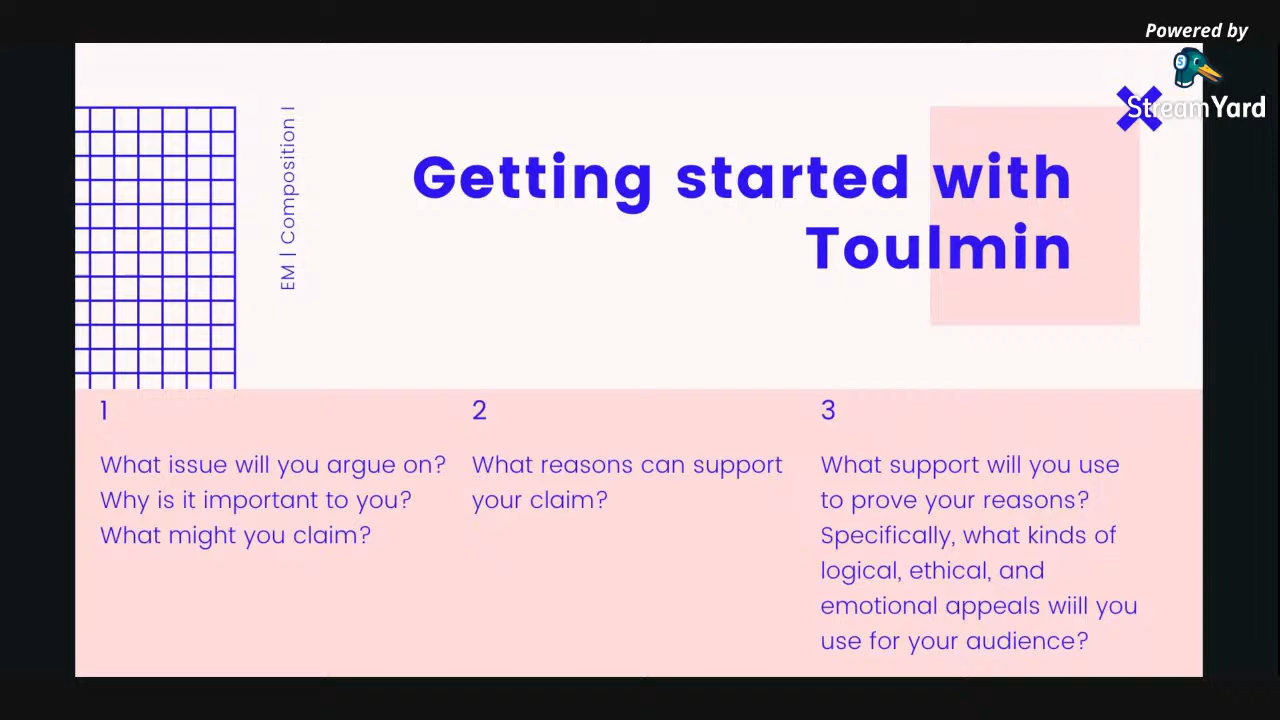 Powered by
StreamYard
EM | Composition I
Getting started with
Toulmin
1
What issue will you argue on?
Why is it important to you?
What might you claim?
2
What reasons can support
your claim?
3
What support will you use
to prove your reasons?
Specifically, what kinds of
logical, ethical, and
emotional appeals wiill you
use for your audience?